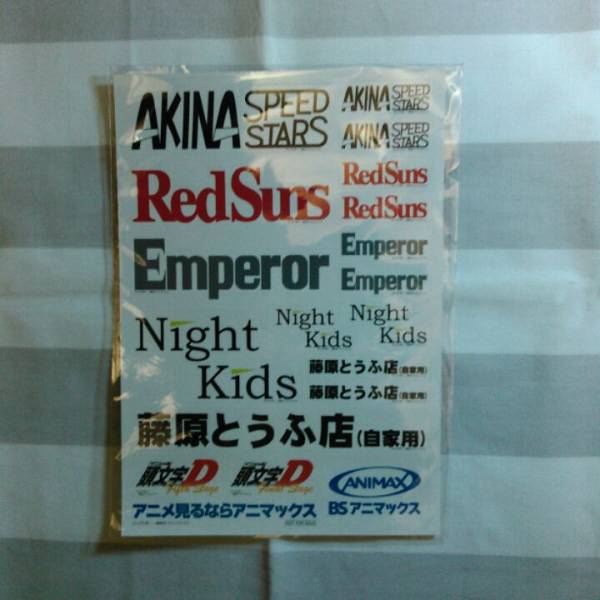 AKINA SPEED STARS
AKINA SPEED STARS
AKINA SPEED STARS
RedSuns
RedSuns
RedSuns
Emperor
Emperor
Emperor
Night Kids
Night Kids
Night Kids
藤原とうふ店(自家用)
藤原とうふ店(自家用)
藤原とうふ店(自家用)
頭文字D
Fifth Stage
頭文字D
Final Stage
ANIMAX
アニメ見るならアニマックス
BSアニマックス